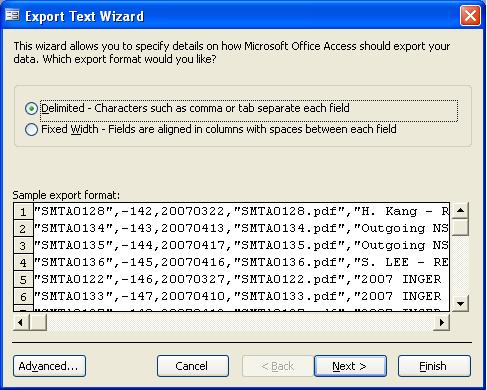 Export Text Wizard
This wizard allows you to specify details on how Microsoft Office Access should export your
data. Which export format would you like?
Delimited - Characters such as comma or tab separate each field
Fixed Width - Fields are aligned in columns with spaces between each field
Sample export format:
1 "SMTA0128",-142,20070322,"SMTA0128.pdf","H. Kang - R
2 "SMTA0134",-143,20070413,"SMTA0134.pdf","Outgoing NS
3 "SMTA0135",-144,20070417,"SMTA0135.pdf","Outgoing NS
4 "SMTA0136",-145,20070416,"SMTA0136.pdf","S. LEE - RE
5 "SMTA0122",-146,20070327,"SMTA0122.pdf","2007 INGER
6 "SMTA0133",-147,20070410,"SMTA0133.pdf","2007 INGER
Advanced... Cancel < Back Next > Finish